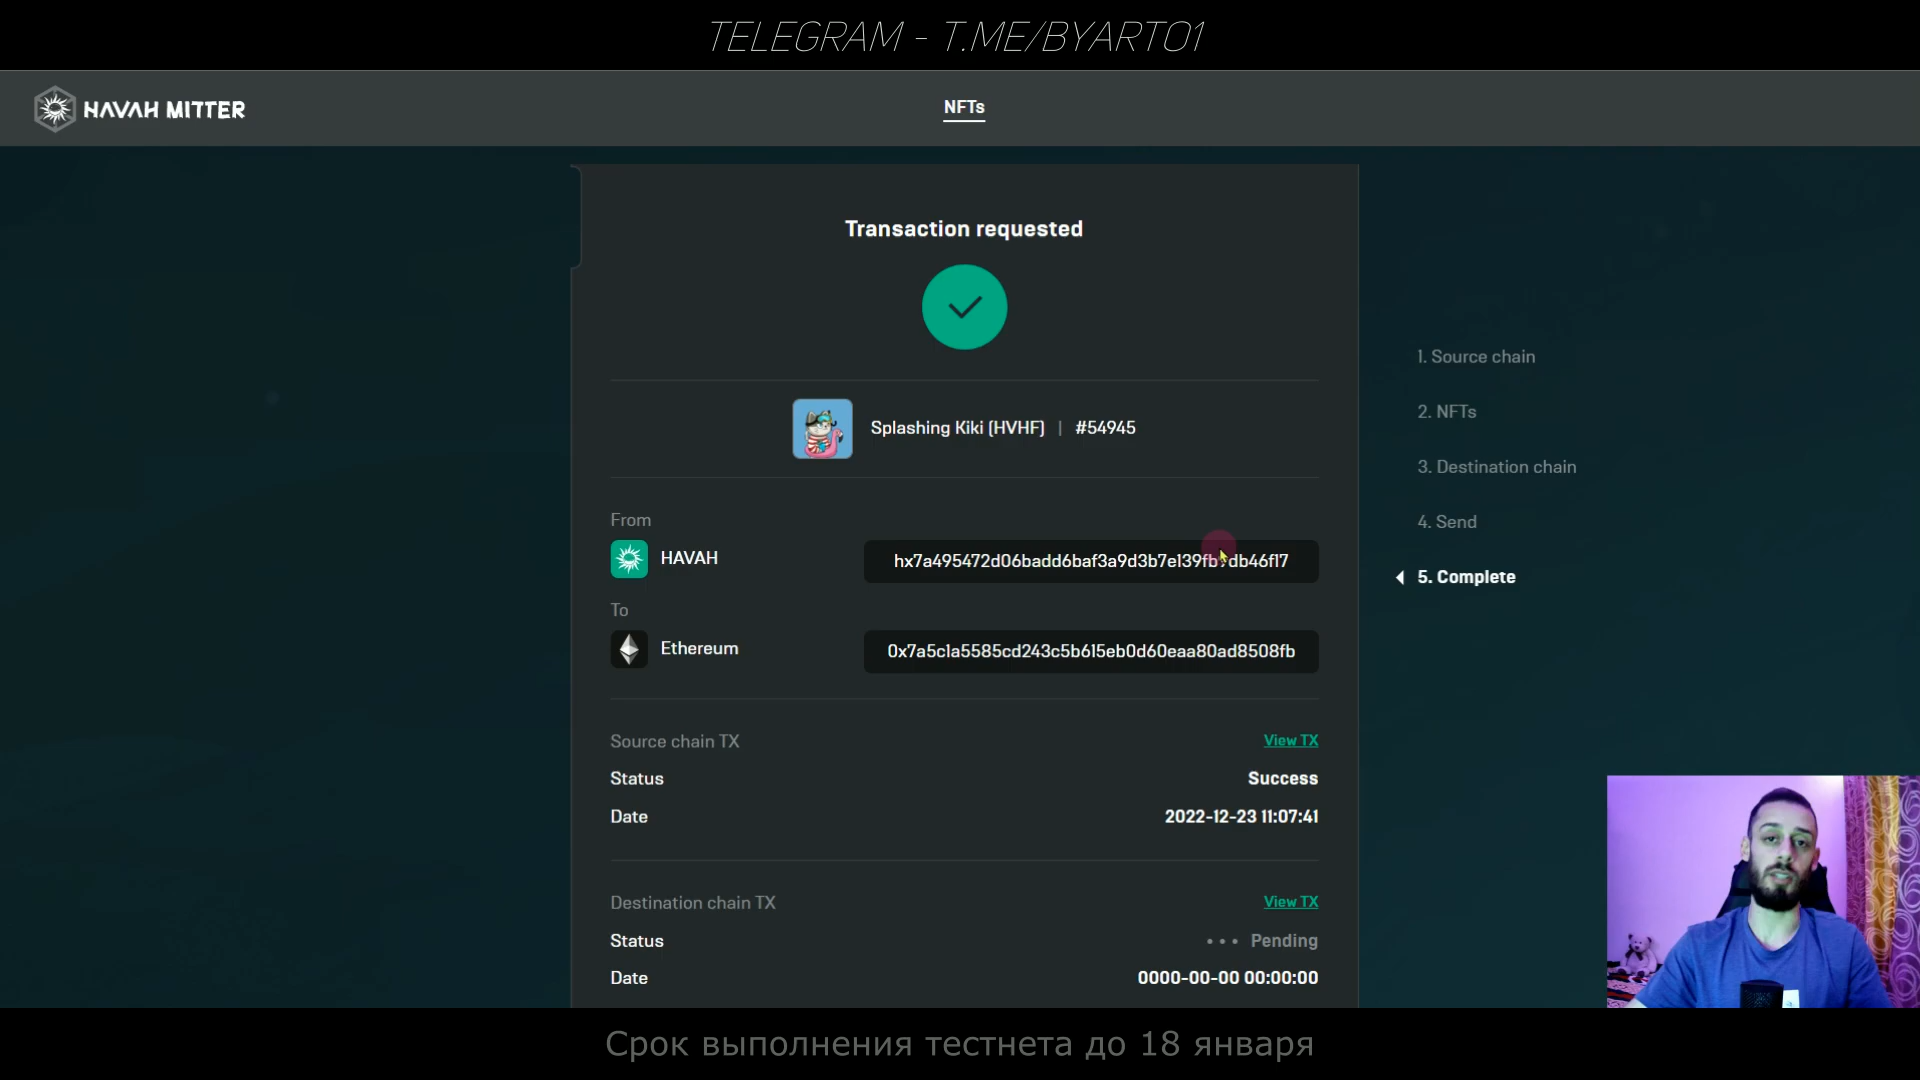 TELEGRAM - T.ME/BYART01
HAVAH MITTER
NFTs
Transaction requested
Splashing Kiki (HVHF) | #54945
From
HAVAH
hx7a495472d06badd6baf3a9d3b7e139fb9db46f17
To
Ethereum
0x7a5c1a5585cd243c5b615eb0d60eaa80ad8508fb
Source chain TX
View TX
Status
Success
Date
2022-12-23 11:07:41
Destination chain TX
View TX
Status
Pending
Date
0000-00-00 00:00:00
1. Source chain
2. NFTs
3. Destination chain
4. Send
5. Complete
Срок выполнения тестнета до 18 января